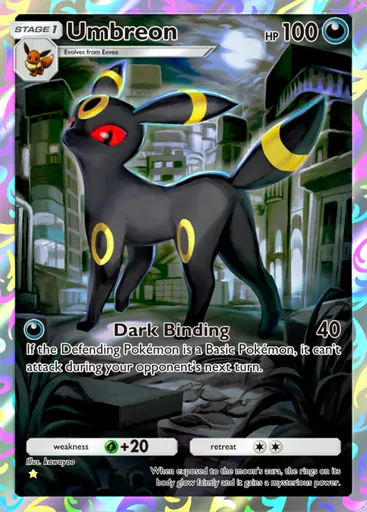 STAGE 1
Umbreon
HP 100
Evolves from Eevee
Dark Binding 40
If the Defending Pokémon is a Basic Pokémon, it can't
attack during your opponent's next turn.
weakness +20
retreat
Illus. kawayoo
When exposed to the moon's aura, the rings on
its body glow faintly and it gains a mysterious power.